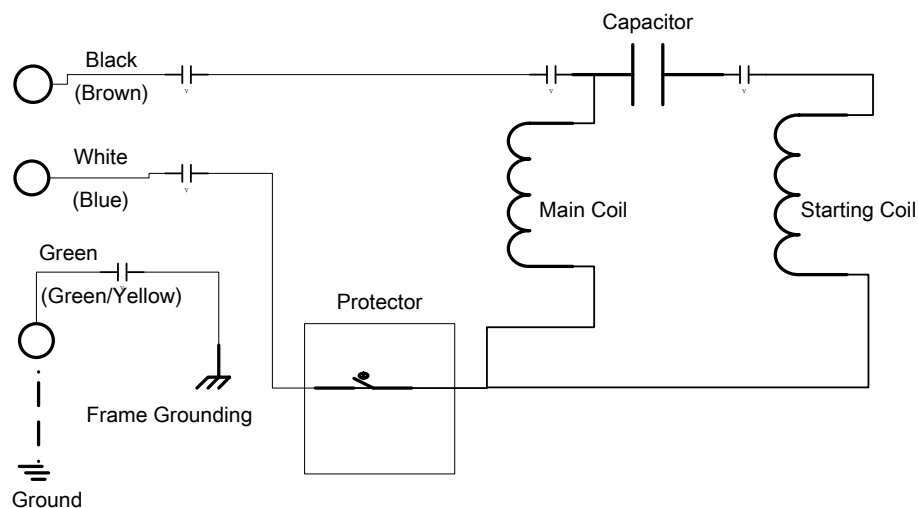 Capacitor
Black
(Brown)
White
(Blue)
Main Coil
Starting Coil
Green
(Green/Yellow)
Protector
Frame Grounding
Ground
v
v
v
v
v